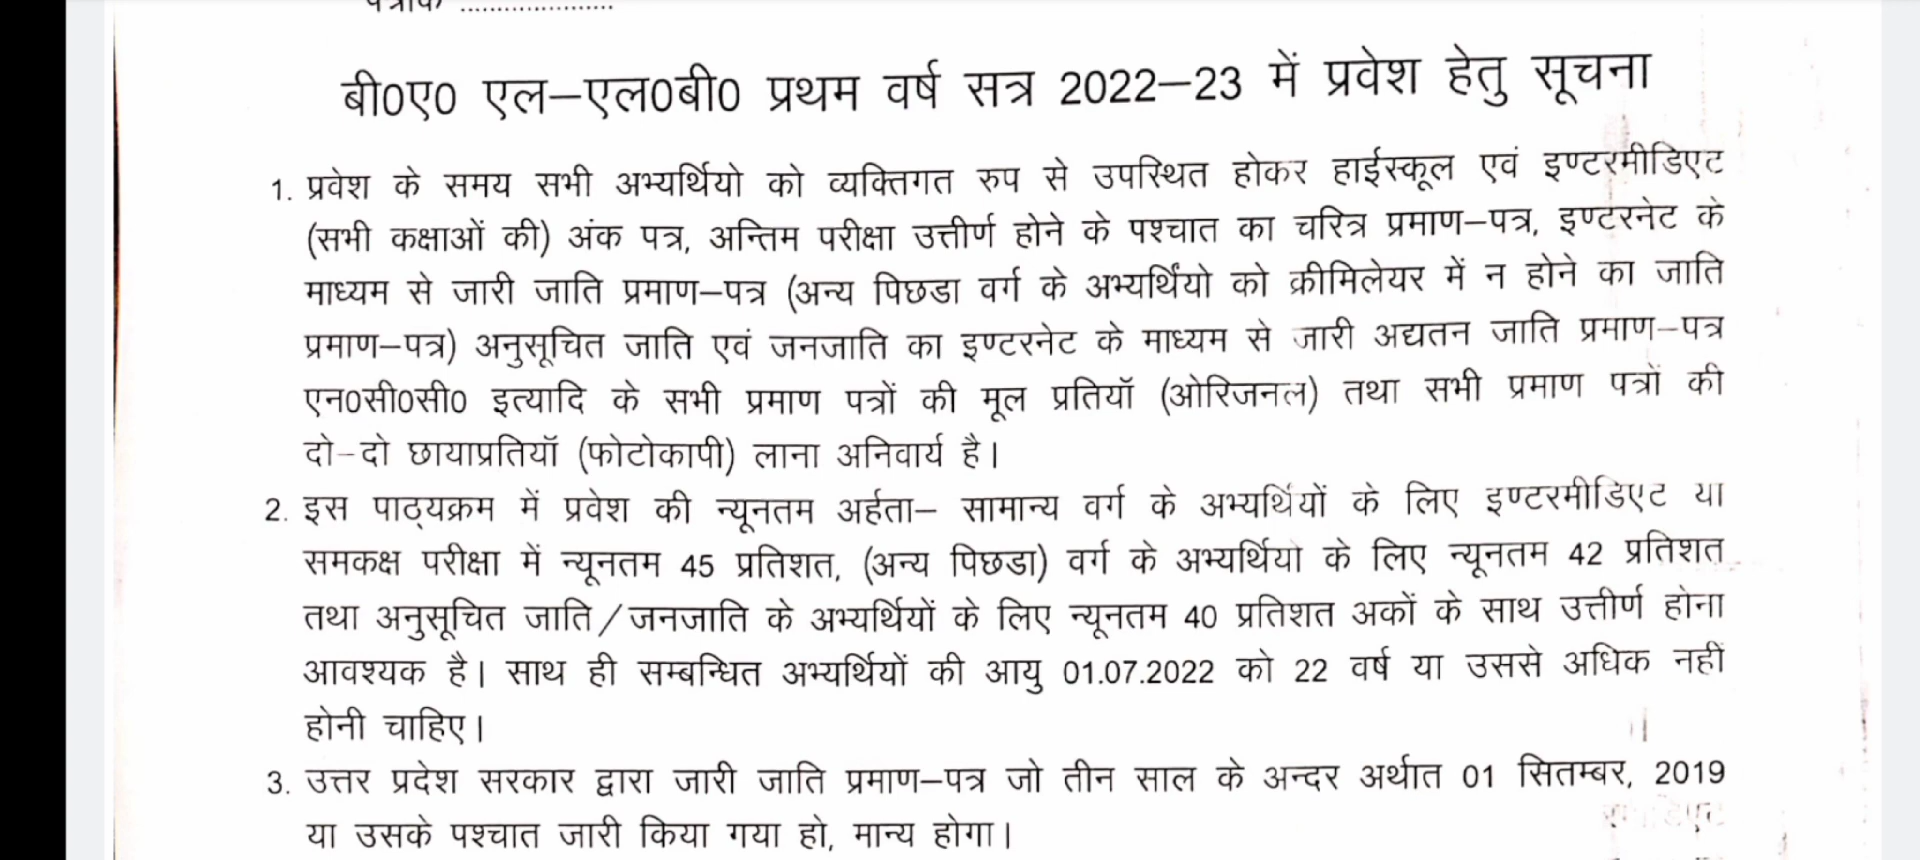 पत्रांक ......................
बी0ए0 एल–एल0बी0 प्रथम वर्ष सत्र 2022–23 में प्रवेश हेतु सूचना
1. प्रवेश के समय सभी अभ्यर्थियो को व्यक्तिगत रुप से उपस्थित होकर हाईस्कूल एवं इण्टरमीडिएट
(सभी कक्षाओं की) अंक पत्र, अन्तिम परीक्षा उत्तीर्ण होने के पश्चात का चरित्र प्रमाण–पत्र, इण्टरनेट के
माध्यम से जारी जाति प्रमाण–पत्र (अन्य पिछडा वर्ग के अभ्यर्थियो को क्रीमिलेयर में न होने का जाति
प्रमाण–पत्र) अनुसूचित जाति एवं जनजाति का इण्टरनेट के माध्यम से जारी अद्यतन जाति प्रमाण–पत्र
एन0सी0सी0 इत्यादि के सभी प्रमाण पत्रों की मूल प्रतियॉ (ओरिजनल) तथा सभी प्रमाण पत्रों की
दो–दो छायाप्रतियॉ (फोटोकापी) लाना अनिवार्य है।
2. इस पाठ्यक्रम में प्रवेश की न्यूनतम अर्हता– सामान्य वर्ग के अभ्यर्थियों के लिए इण्टरमीडिएट या
समकक्ष परीक्षा में न्यूनतम 45 प्रतिशत, (अन्य पिछडा) वर्ग के अभ्यर्थियो के लिए न्यूनतम 42 प्रतिशत
तथा अनुसूचित जाति/जनजाति के अभ्यर्थियों के लिए न्यूनतम 40 प्रतिशत अकों के साथ उत्तीर्ण होना
आवश्यक है। साथ ही सम्बन्धित अभ्यर्थियों की आयु 01.07.2022 को 22 वर्ष या उससे अधिक नहीं
होनी चाहिए।
3. उत्तर प्रदेश सरकार द्वारा जारी जाति प्रमाण–पत्र जो तीन साल के अन्दर अर्थात 01 सितम्बर, 2019
या उसके पश्चात जारी किया गया हो, मान्य होगा।